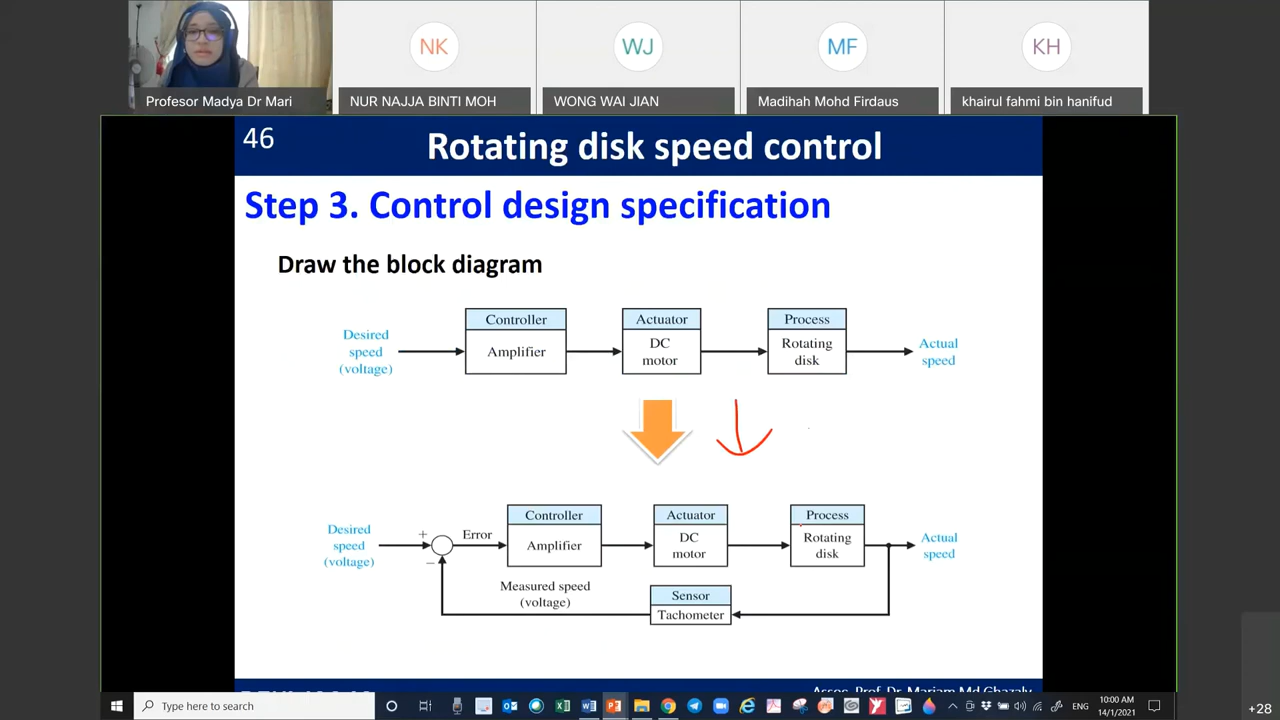 NK
WJ
MF
KH
Profesor Madya Dr Mari
NUR NAJJA BINTI MOH
WONG WAI JIAN
Madihah Mohd Firdaus
khairul fahmi bin hanifud
46
Rotating disk speed control
Step 3. Control design specification
Draw the block diagram
Desired
speed
(voltage)
Controller
Amplifier
Actuator
DC
motor
Process
Rotating
disk
Actual
speed
Desired
speed
(voltage)
+
−
Error
Controller
Amplifier
Actuator
DC
motor
Process
Rotating
disk
Actual
speed
Measured speed
(voltage)
Sensor
Tachometer
Assoc. Prof. Dr. Mariam Md Ghazaly
Type here to search
ENG
10:00 AM
14/1/2021
+28